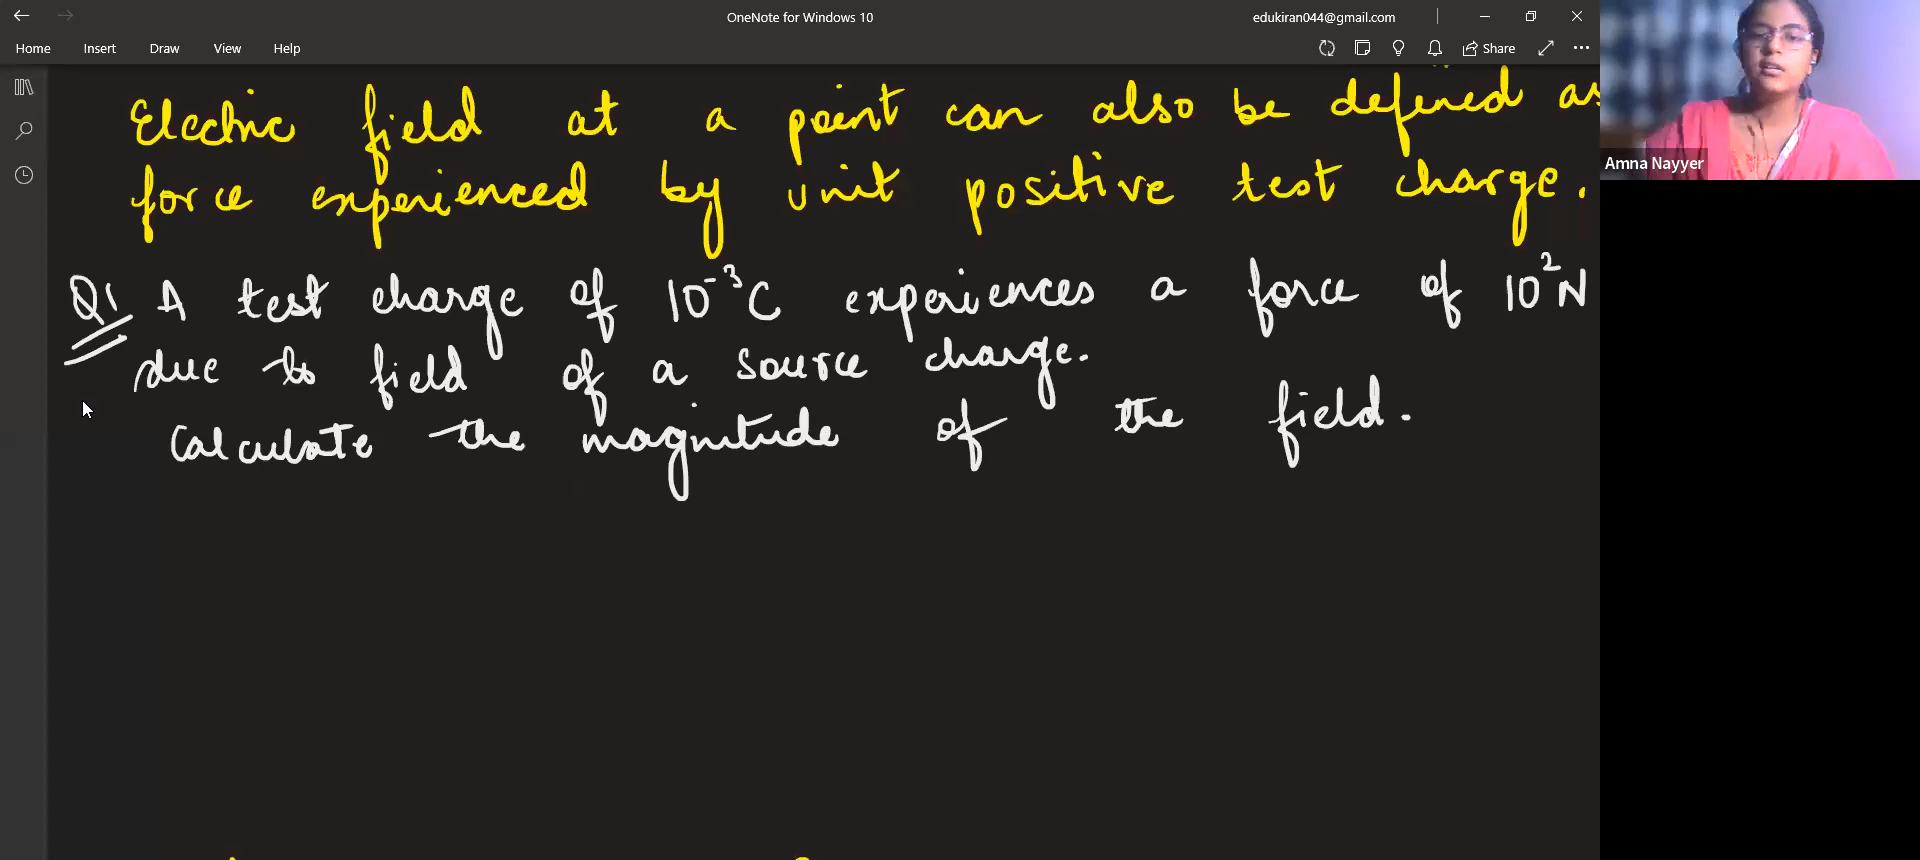 OneNote for Windows 10
edukiran044@gmail.com
Home Insert Draw View Help
Share
Electric field at a point can also be defined as
force experienced by unit positive test charge.
Q1 A test charge of 10⁻³C experiences a force of 10²N
due to field of a source charge.
Calculate the magnitude of the field.
Amna Nayyer